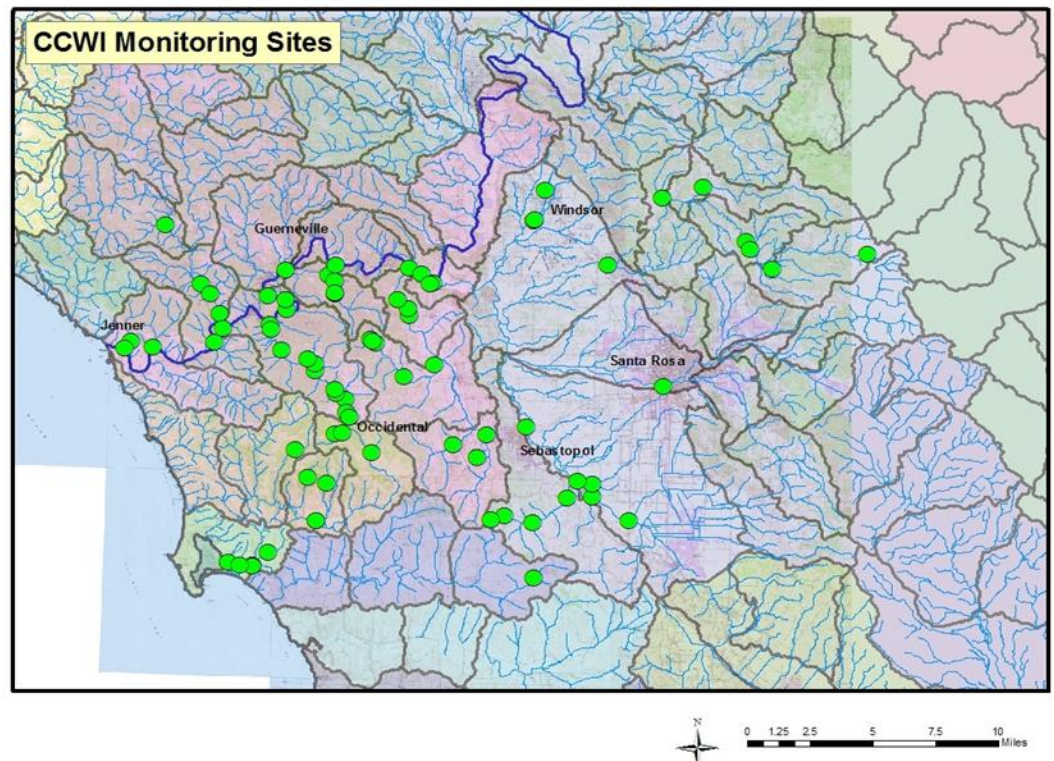 CCWI Monitoring Sites
Windsor
Guerneville
Jenner
Santa Rosa
Occidental
Sebastopol
N
0 1.25 2.5 5 7.5 10
Miles